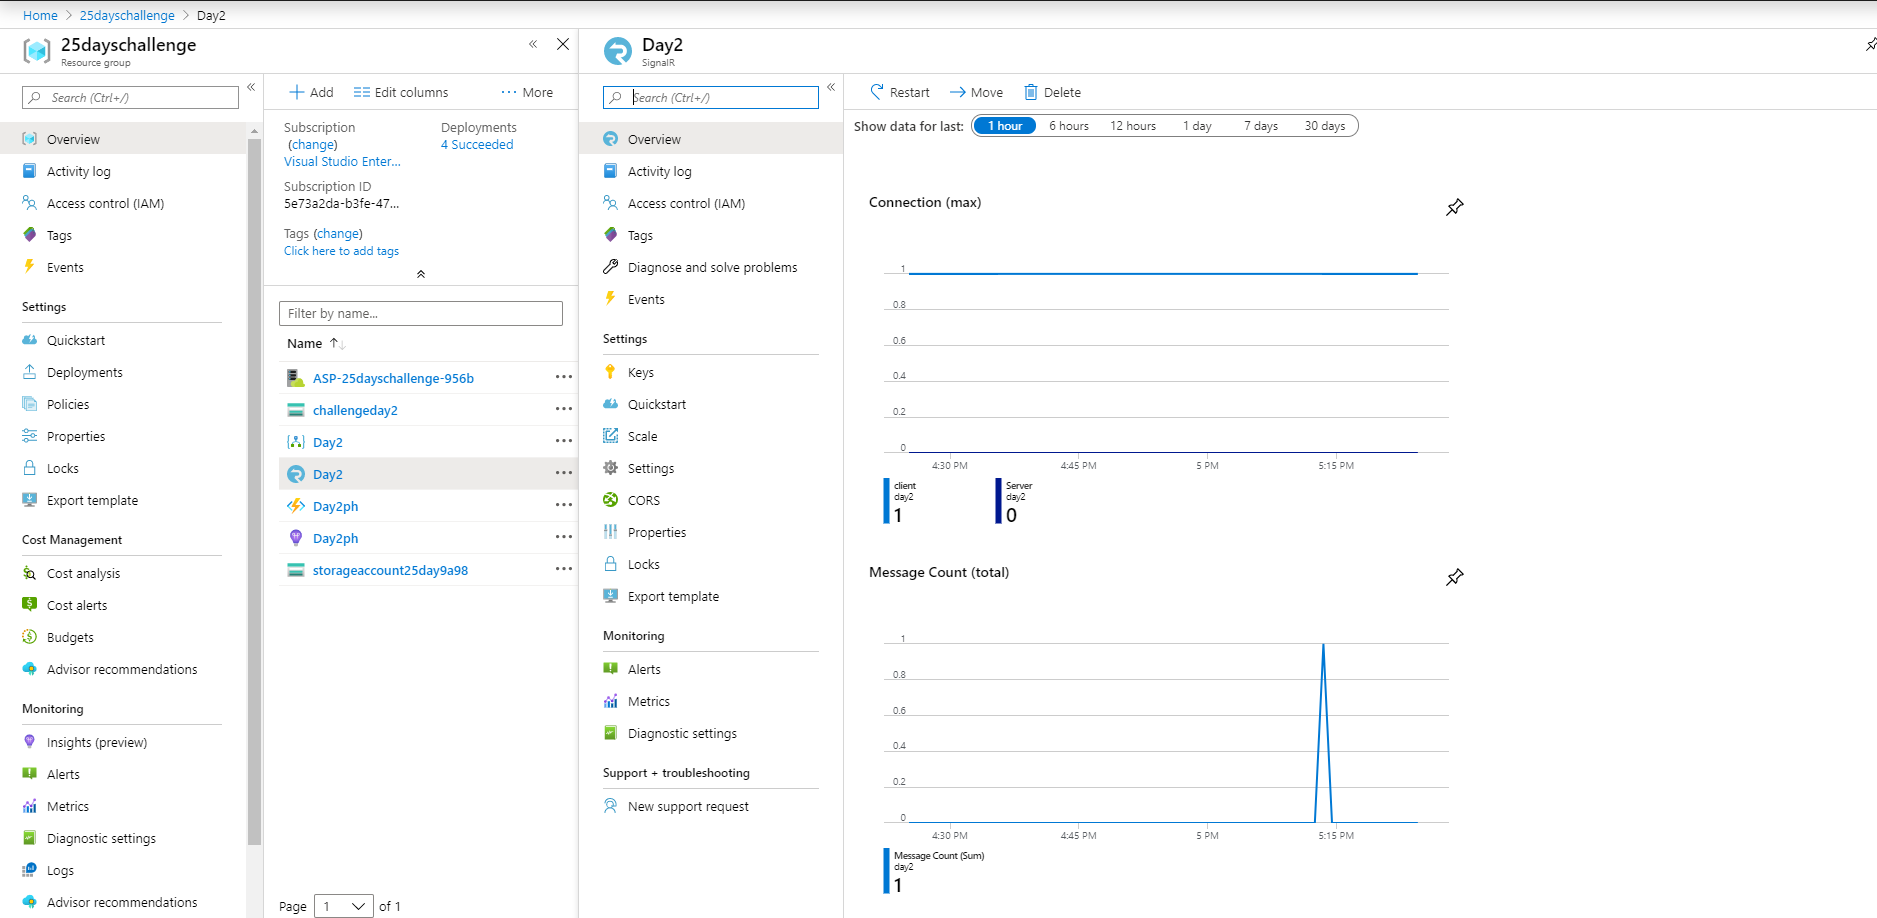 Home > 25dayschallenge > Day2
25dayschallenge
Resource group
Search (Ctrl+/)
Overview
Activity log
Access control (IAM)
Tags
Events
Settings
Quickstart
Deployments
Policies
Properties
Locks
Export template
Cost Management
Cost analysis
Cost alerts
Budgets
Advisor recommendations
Monitoring
Insights (preview)
Alerts
Metrics
Diagnostic settings
Logs
Advisor recommendations
Add Edit columns ··· More
Subscription
(change)
Visual Studio Enter...
Deployments
4 Succeeded
Subscription ID
5e73a2da-b3fe-47...
Tags (change)
Click here to add tags
Filter by name...
Name
ASP-25dayschallenge-956b
challengeday2
Day2
Day2
Day2ph
Day2ph
storageaccount25day9a98
Page 1 of 1
Day2
SignalR
Search (Ctrl+/)
Overview
Activity log
Access control (IAM)
Tags
Diagnose and solve problems
Events
Settings
Keys
Quickstart
Scale
Settings
CORS
Properties
Locks
Export template
Monitoring
Alerts
Metrics
Diagnostic settings
Support + troubleshooting
New support request
Restart Move Delete
Show data for last: 1 hour 6 hours 12 hours 1 day 7 days 30 days
Connection (max)
1
0.8
0.6
0.4
0.2
0
4:30 PM 4:45 PM 5 PM 5:15 PM
client
day2
1
Server
day2
0
Message Count (total)
1
0.8
0.6
0.4
0.2
0
4:30 PM 4:45 PM 5 PM 5:15 PM
Message Count (Sum)
day2
1